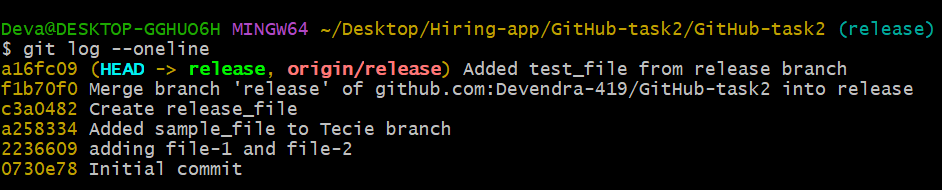 Deva@DESKTOP-GGHUO6H MINGW64 ~/Desktop/Hiring-app/GitHub-task2/GitHub-task2 (release)
$ git log --oneline
a16fc09 (HEAD -> release, origin/release) Added test_file from release branch
f1b70f0 Merge branch 'release' of github.com:Devendra-419/GitHub-task2 into release
c3a0482 Create release_file
a258334 Added sample_file to Tecie branch
2236609 adding file-1 and file-2
0730e78 Initial commit